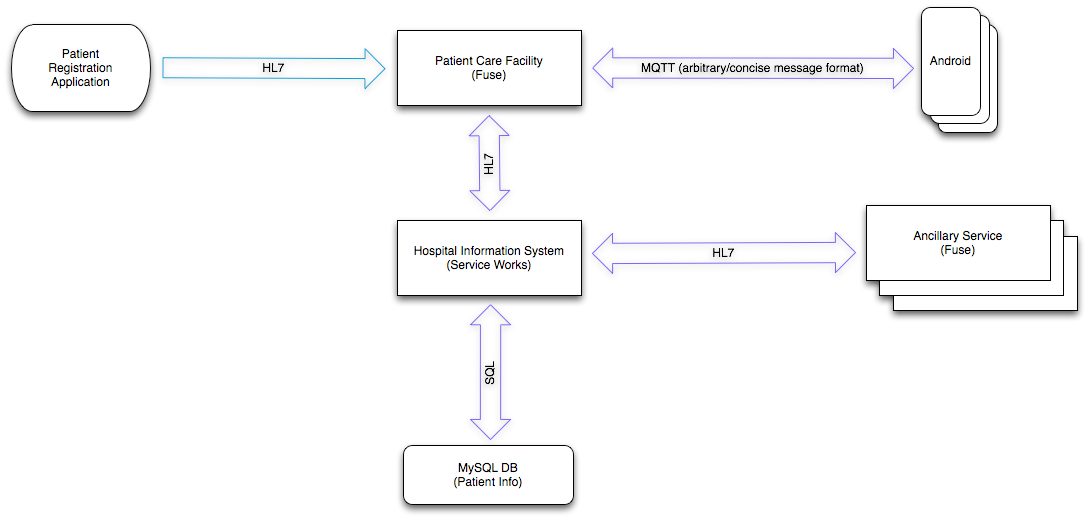 Patient
Registration
Application
HL7
Patient Care Facility
(Fuse)
MQTT (arbitrary/concise message format)
Android
HL7
Hospital Information System
(Service Works)
HL7
Ancillary Service
(Fuse)
SQL
MySQL DB
(Patient Info)